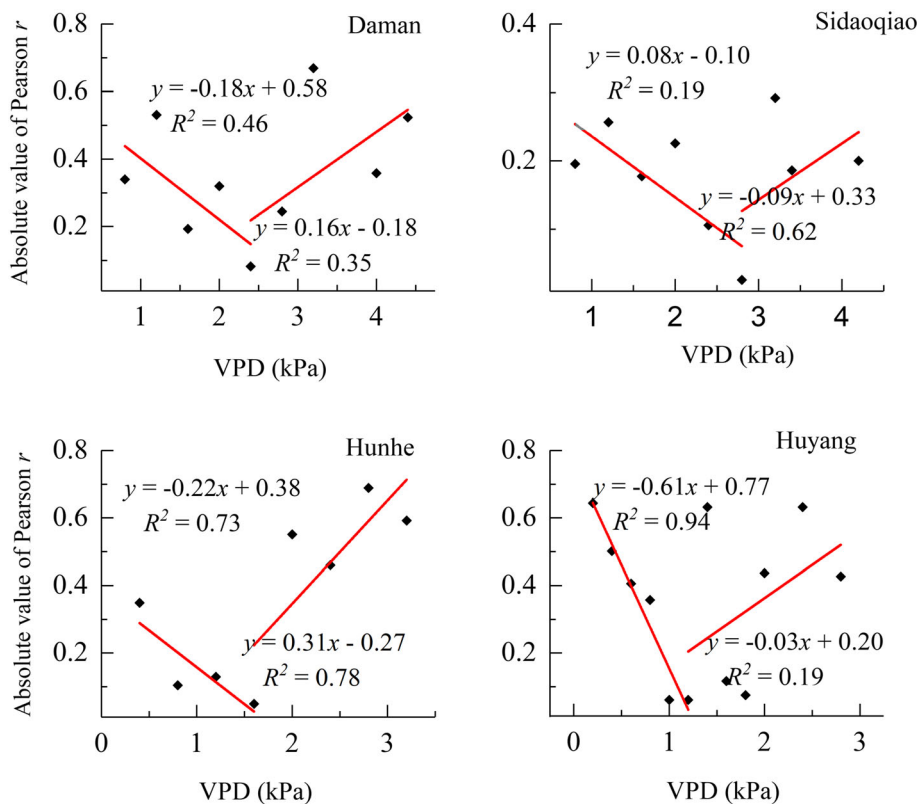 Daman
Absolute value of Pearson r
0.8
0.6
0.4
0.2
y = -0.18x + 0.58
R² = 0.46
y = 0.16x - 0.18
R² = 0.35
1 2 3 4
VPD (kPa)
Sidaoqiao
0.4
0.2
y = 0.08x - 0.10
R² = 0.19
y = -0.09x + 0.33
R² = 0.62
1 2 3 4
VPD (kPa)
Hunhe
Absolute value of Pearson r
0.8
0.6
0.4
0.2
y = -0.22x + 0.38
R² = 0.73
y = 0.31x - 0.27
R² = 0.78
0 1 2 3
VPD (kPa)
Huyang
0.8
0.6
0.4
0.2
y = -0.61x + 0.77
R² = 0.94
y = -0.03x + 0.20
R² = 0.19
0 1 2 3
VPD (kPa)